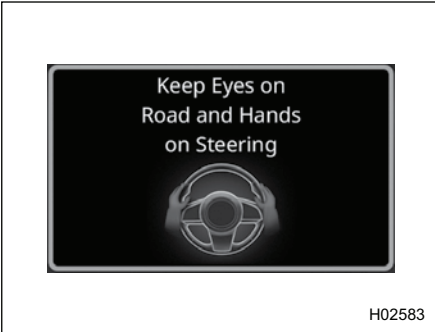 Keep Eyes on
Road and Hands
on Steering
H02583